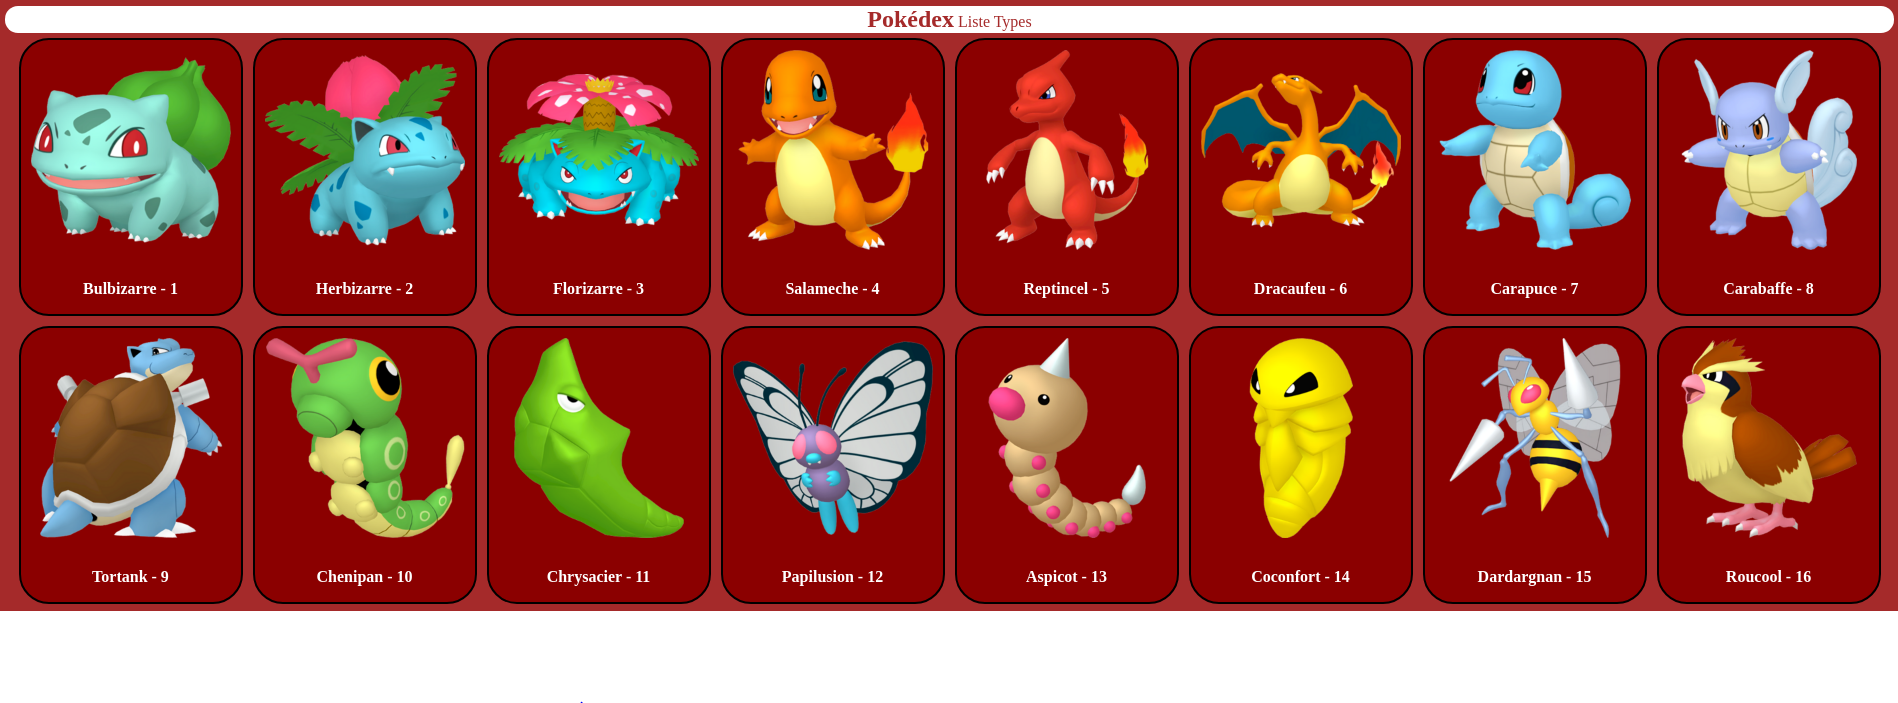 Pokédex Liste Types
Bulbizarre - 1
Herbizarre - 2
Florizarre - 3
Salameche - 4
Reptincel - 5
Dracaufeu - 6
Carapuce - 7
Carabaffe - 8
Tortank - 9
Chenipan - 10
Chrysacier - 11
Papilusion - 12
Aspicot - 13
Coconfort - 14
Dardargnan - 15
Roucool - 16